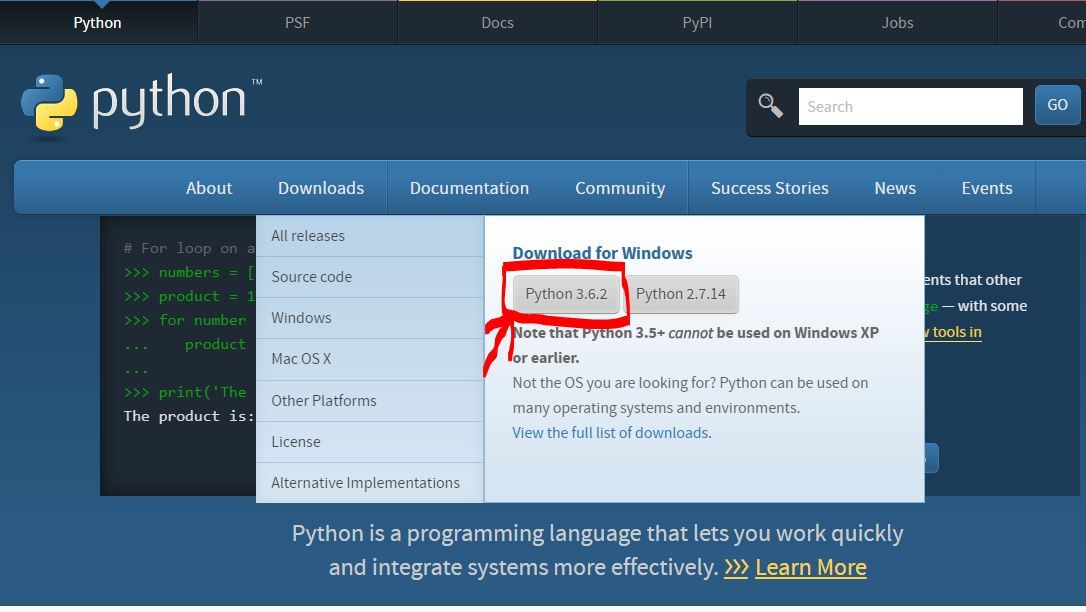 Python
PSF
Docs
PyPI
Jobs
python™
Search
GO
About
Downloads
Documentation
Community
Success Stories
News
Events
# For loop on a
>>> numbers = [
>>> product = 1
>>> for number
... product
...
>>> print('The
The product is:
All releases
Source code
Windows
Mac OS X
Other Platforms
License
Alternative Implementations
Download for Windows
Python 3.6.2
Python 2.7.14
Note that Python 3.5+ cannot be used on Windows XP
or earlier.
Not the OS you are looking for? Python can be used on
many operating systems and environments.
View the full list of downloads.
that other
— with some
tools in
Python is a programming language that lets you work quickly
and integrate systems more effectively. >>> Learn More